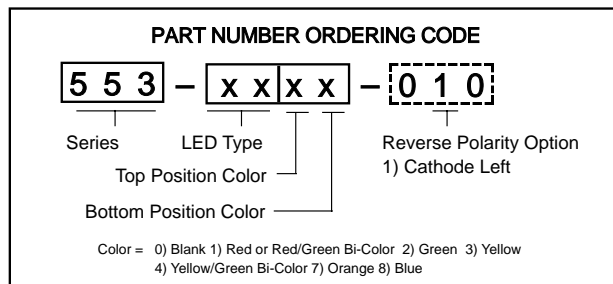 PART NUMBER ORDERING CODE
5 5 3 – x x x x – 0 1 0
Series LED Type Reverse Polarity Option
1) Cathode Left
Top Position Color
Bottom Position Color
Color = 0) Blank 1) Red or Red/Green Bi-Color 2) Green 3) Yellow
4) Yellow/Green Bi-Color 7) Orange 8) Blue